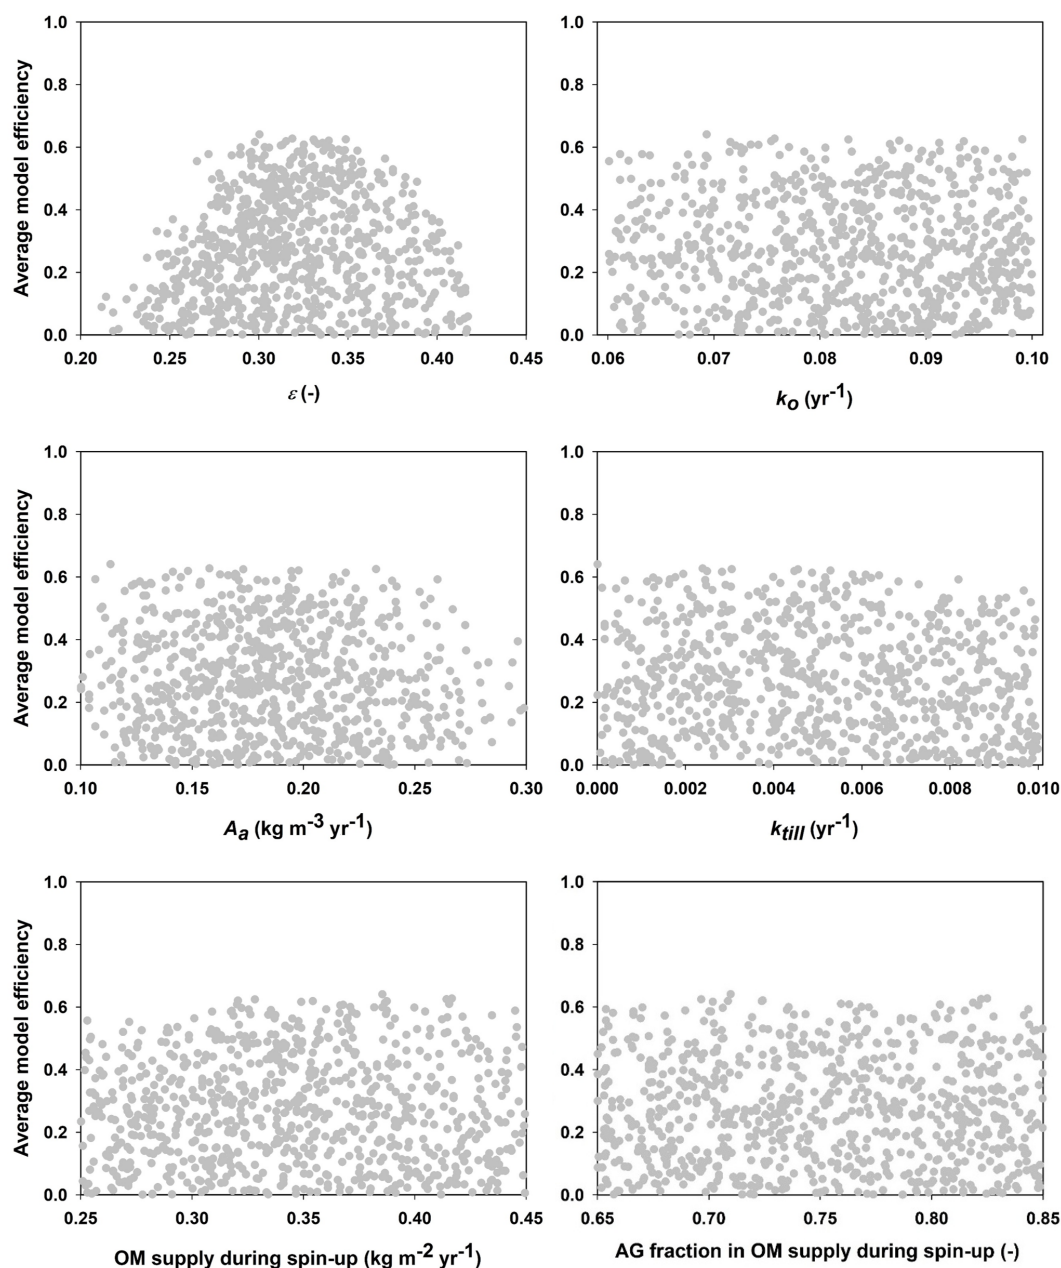 1.0
0.8
0.6
0.4
0.2
0.0
Average model efficiency
0.20 0.25 0.30 0.35 0.40 0.45
ε (-)
1.0
0.8
0.6
0.4
0.2
0.0
0.06 0.07 0.08 0.09 0.10
k_o (yr^-1)
1.0
0.8
0.6
0.4
0.2
0.0
Average model efficiency
0.10 0.15 0.20 0.25 0.30
A_a (kg m^-3 yr^-1)
1.0
0.8
0.6
0.4
0.2
0.0
0.000 0.002 0.004 0.006 0.008 0.010
k_till (yr^-1)
1.0
0.8
0.6
0.4
0.2
0.0
Average model efficiency
0.25 0.30 0.35 0.40 0.45
OM supply during spin-up (kg m^-2 yr^-1)
1.0
0.8
0.6
0.4
0.2
0.0
0.65 0.70 0.75 0.80 0.85
AG fraction in OM supply during spin-up (-)